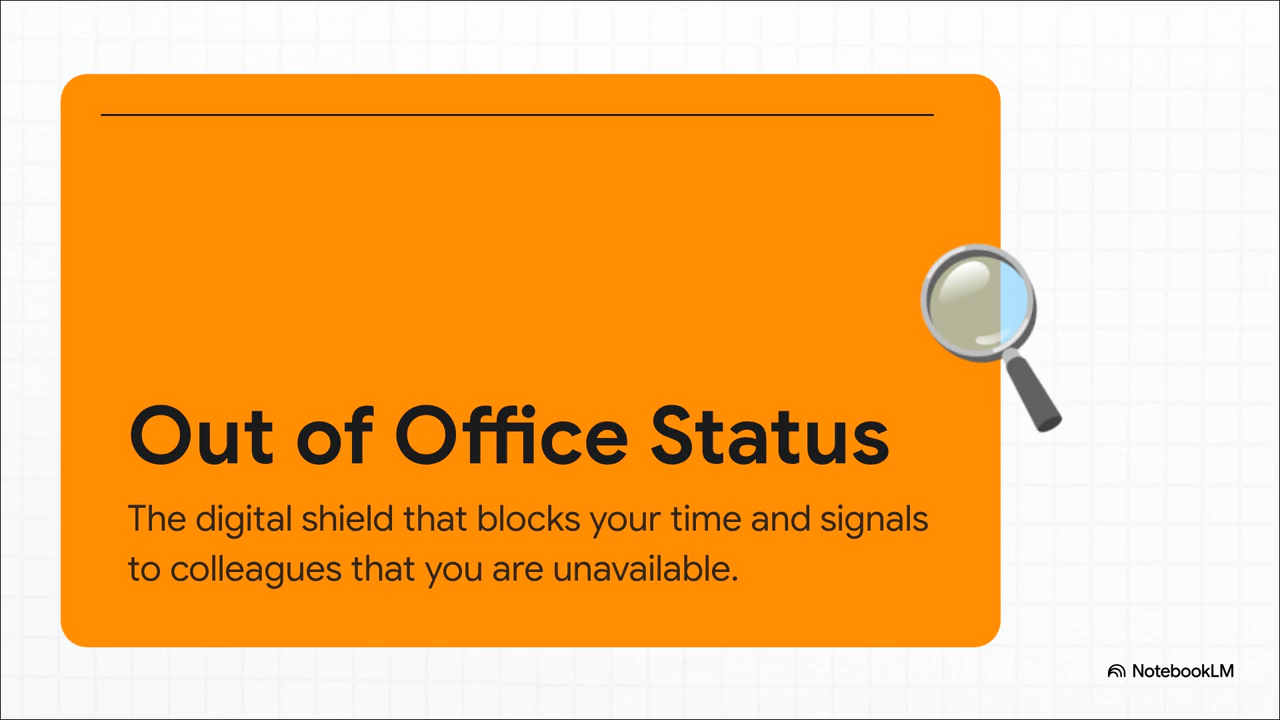 Out of Office Status
The digital shield that blocks your time and signals
to colleagues that you are unavailable.
NotebookLM